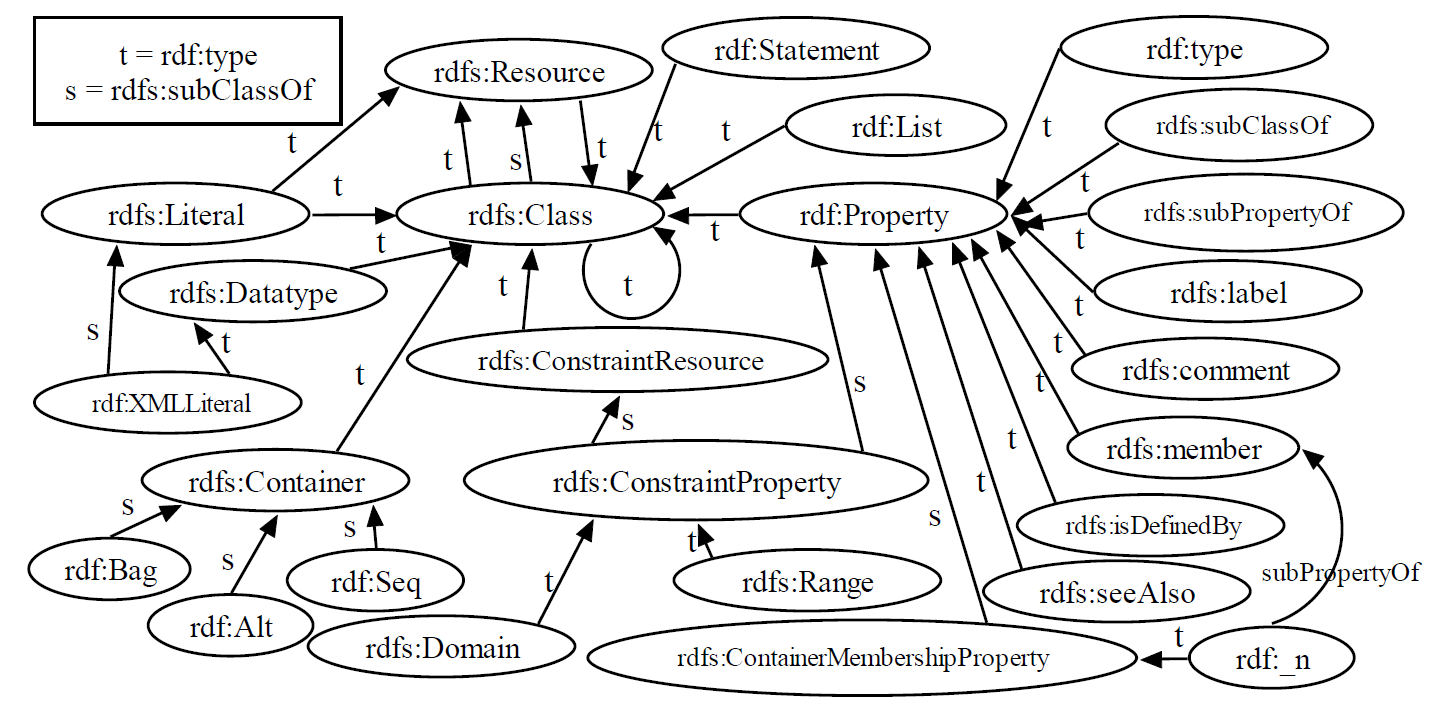 t = rdf:type
s = rdfs:subClassOf
rdfs:Resource
rdf:Statement
rdf:type
rdf:List
rdfs:subClassOf
t
t
t
t
t
s
t
t
t
rdfs:Literal
rdfs:Class
rdf:Property
rdfs:subPropertyOf
t
t
t
rdfs:Datatype
t
t
rdfs:label
t
s
t
t
rdfs:ConstraintResource
rdfs:comment
t
t
s
rdf:XMLLiteral
s
t
rdfs:member
rdfs:Container
rdfs:ConstraintProperty
t
s
s
s
t
rdfs:isDefinedBy
s
t
rdf:Bag
rdf:Seq
t
rdfs:Range
rdfs:seeAlso
subPropertyOf
rdf:Alt
rdfs:Domain
rdfs:ContainerMembershipProperty
t
rdf:_n